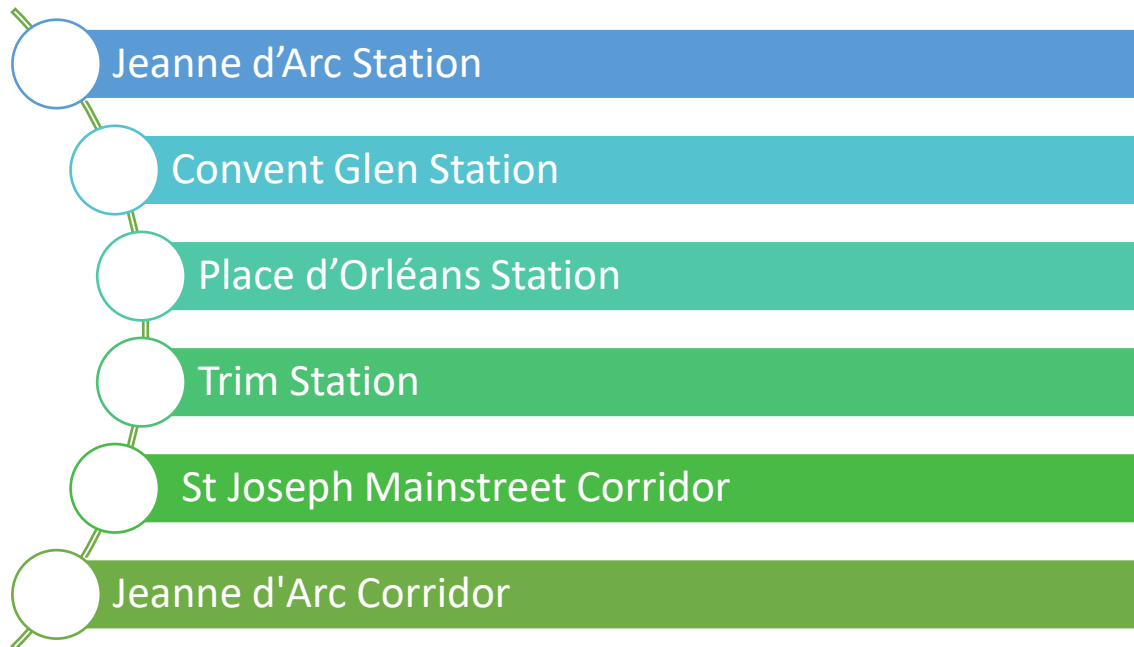 Jeanne d’Arc Station
Convent Glen Station
Place d’Orléans Station
Trim Station
St Joseph Mainstreet Corridor
Jeanne d'Arc Corridor